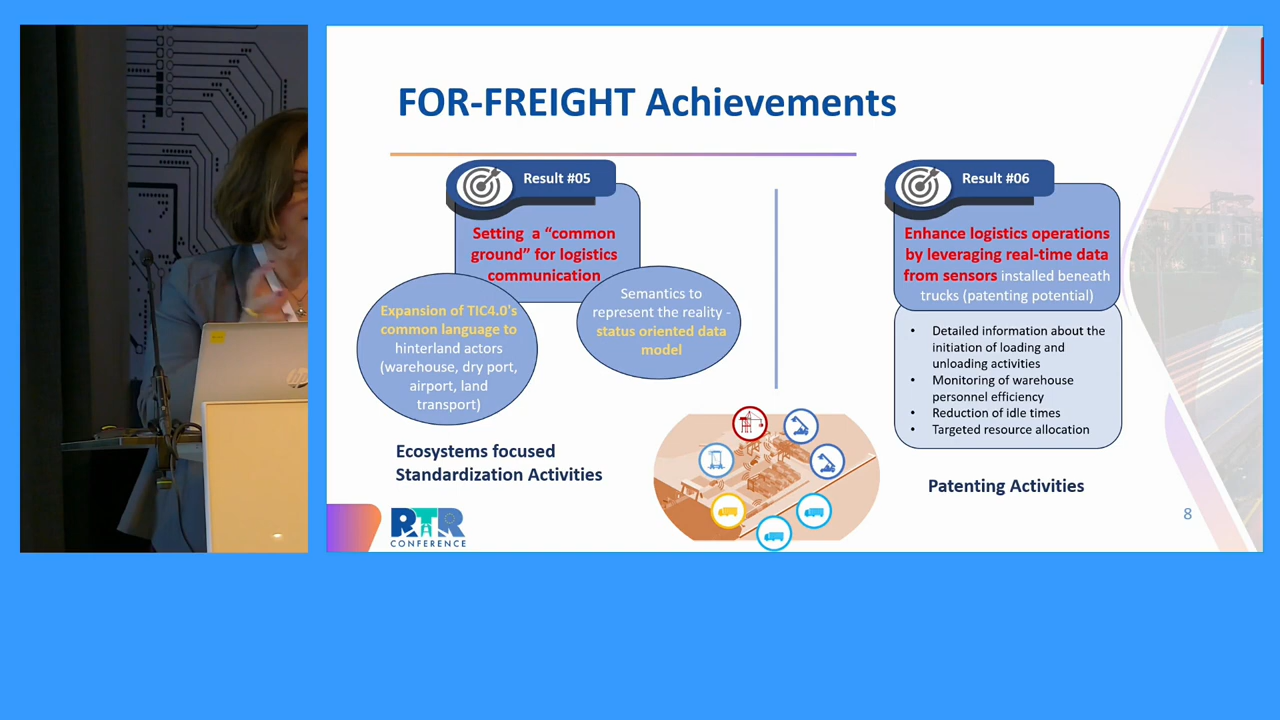 FOR-FREIGHT Achievements
Result #05
Setting a “common
ground” for logistics
communication
Expansion of TIC4.0's
common language to
hinterland actors
(warehouse, dry port,
airport, land
transport)
Semantics to
represent the reality -
status oriented data
model
Ecosystems focused
Standardization Activities
Result #06
Enhance logistics operations
by leveraging real-time data
from sensors installed beneath
trucks (patenting potential)
• Detailed information about the
initiation of loading and
unloading activities
• Monitoring of warehouse
personnel efficiency
• Reduction of idle times
• Targeted resource allocation
Patenting Activities
RTR
CONFERENCE
8
hp